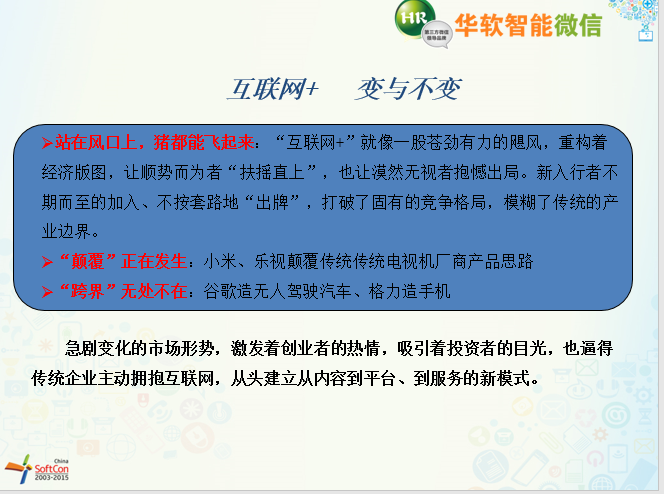 HR
第三方微信
领导品牌
华软智能微信
互联网+ 变与不变
➢站在风口上，猪都能飞起来：“互联网+”就像一股苍劲有力的飓风，重构着
经济版图，让顺势而为者“扶摇直上”，也让漠然无视者抱憾出局。新入行者不
期而至的加入、不按套路地“出牌”，打破了固有的竞争格局，模糊了传统的产
业边界。
➢“颠覆”正在发生：小米、乐视颠覆传统传统电视机厂商产品思路
➢“跨界”无处不在：谷歌造无人驾驶汽车、格力造手机
急剧变化的市场形势，激发着创业者的热情，吸引着投资者的目光，也逼得
传统企业主动拥抱互联网，从头建立从内容到平台、到服务的新模式。
China
SoftCon
2003-2015